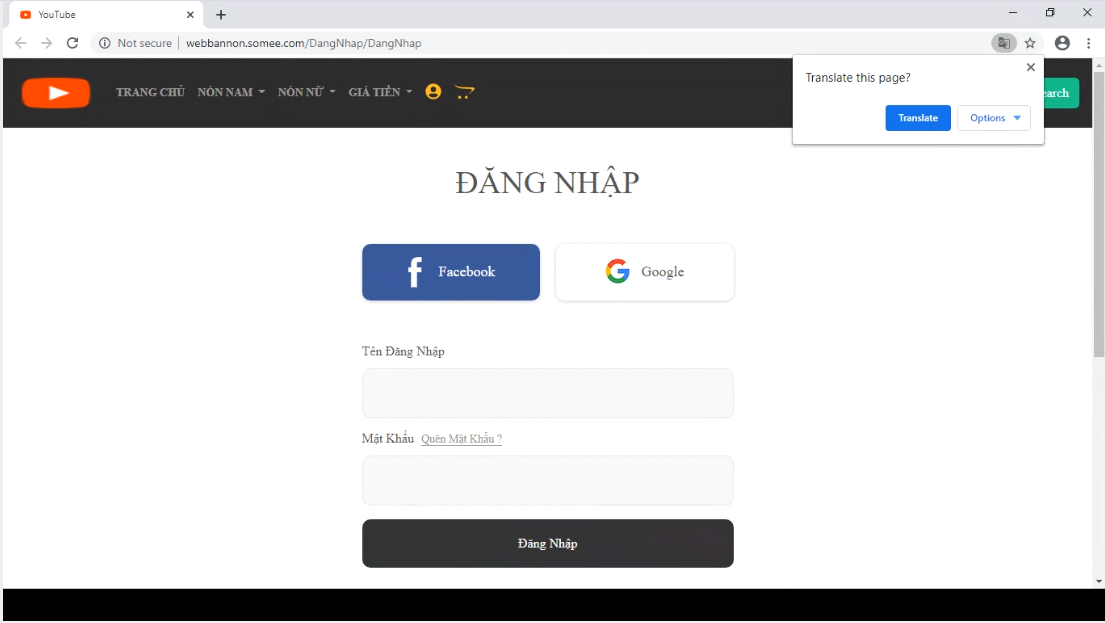 YouTube
Not secure
webbannon.somee.com/DangNhap/DangNhap
Translate this page?
Translate
Options
TRANG CHỦ
NÓN NAM
NÓN NỮ
GIÁ TIỀN
earch
ĐĂNG NHẬP
Facebook
Google
Tên Đăng Nhập
Mật Khẩu Quên Mật Khẩu ?
Đăng Nhập